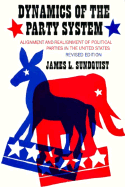 DYNAMICS OF THE
PARTY SYSTEM
ALIGNMENT AND REALIGNMENT OF POLITICAL
PARTIES IN THE UNITED STATES
REVISED EDITION
JAMES L. SUNDQUIST